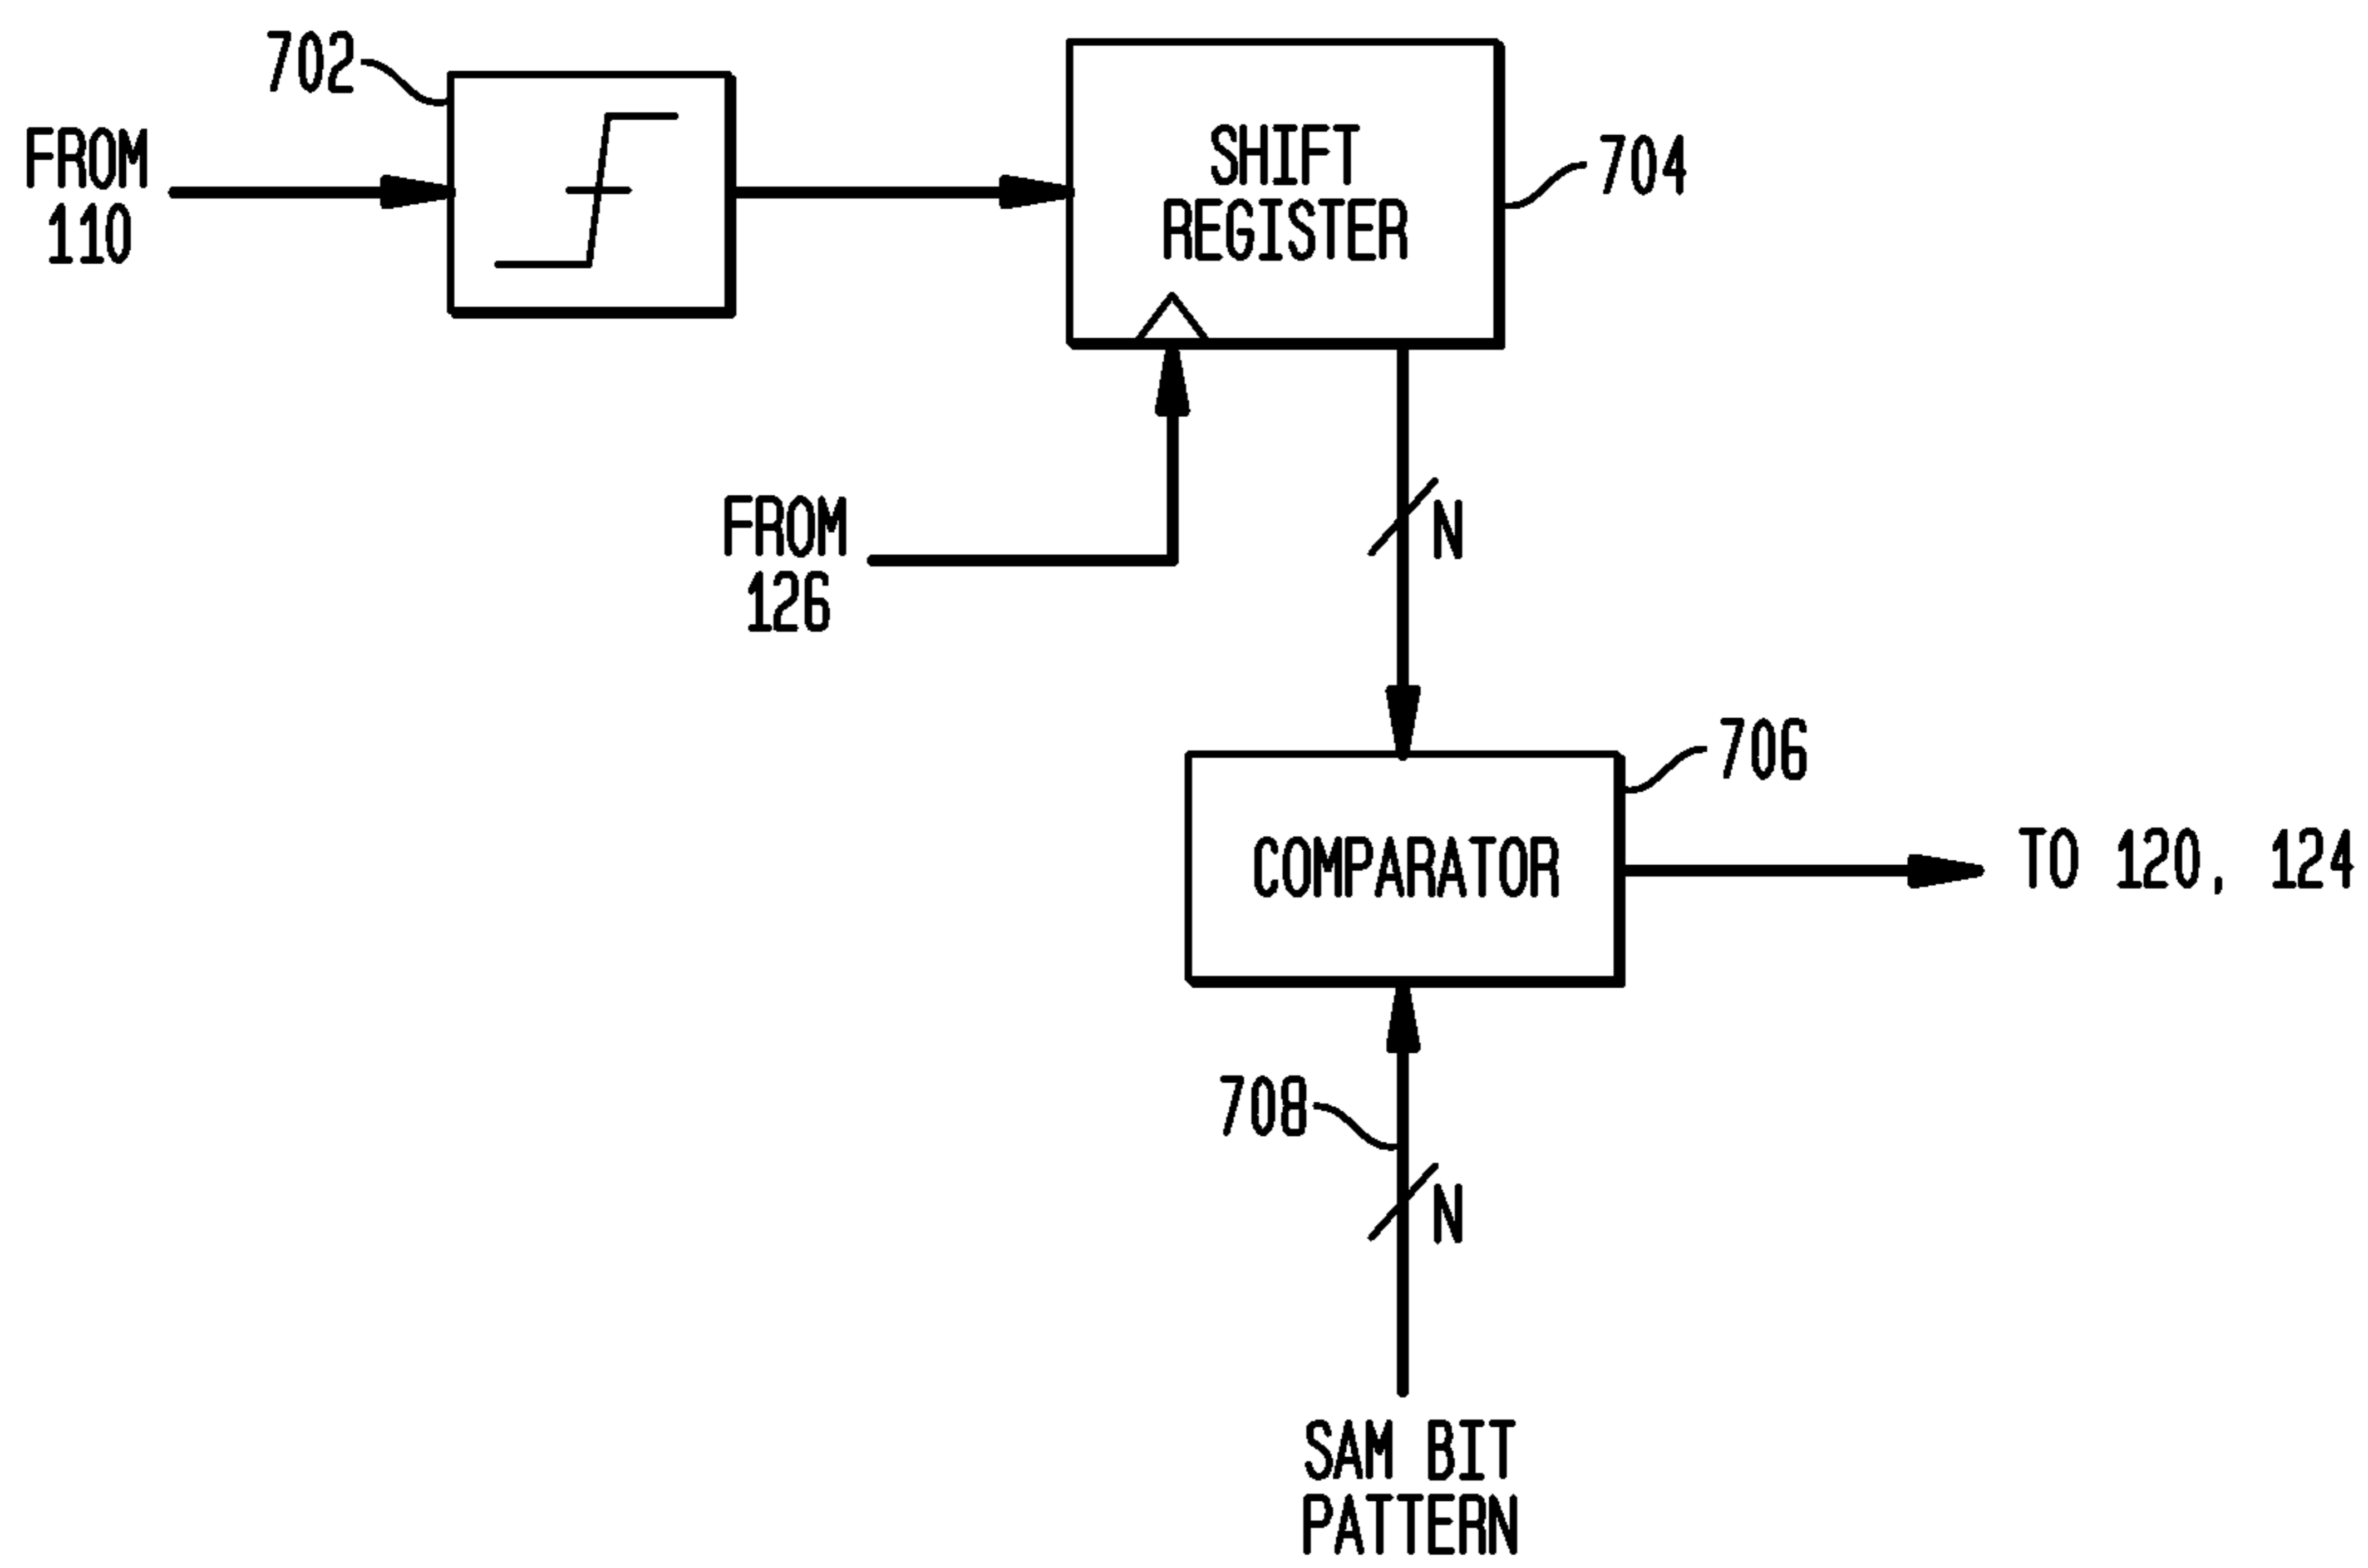 702
FROM
110
SHIFT
REGISTER
704
FROM
126
N
706
COMPARATOR
TO 120, 124
708
N
SAM BIT
PATTERN